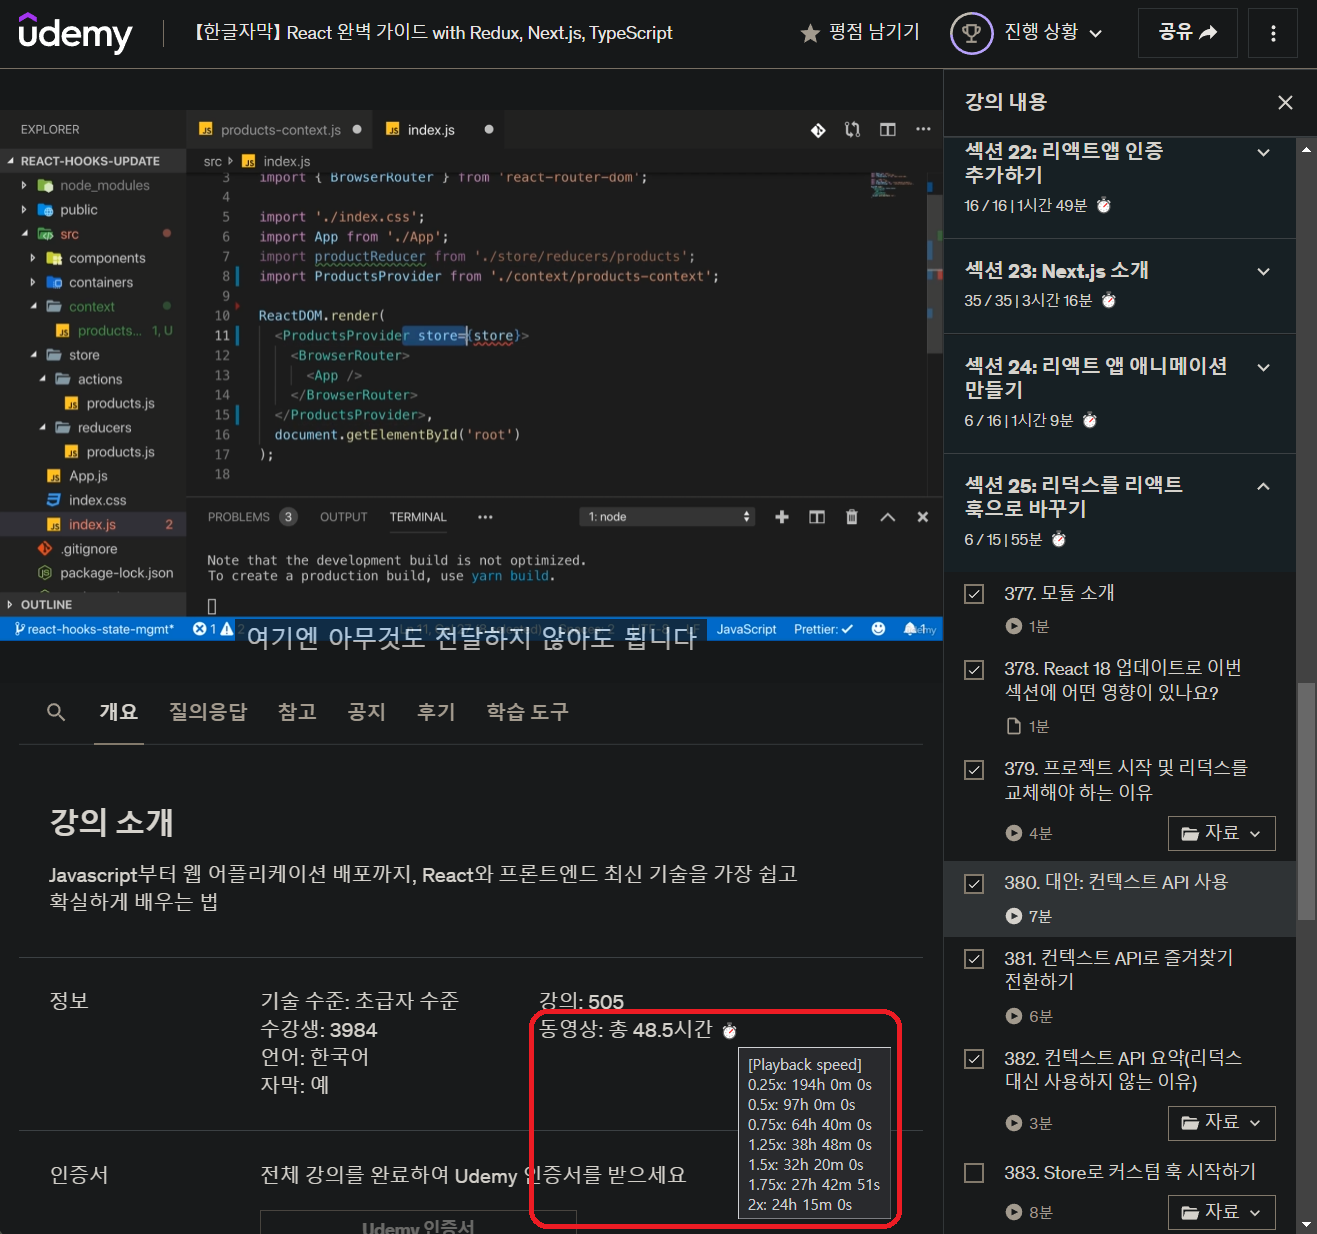 udemy
【한글자막】 React 완벽 가이드 with Redux, Next.js, TypeScript
평점 남기기
진행 상황
공유
EXPLORER
REACT-HOOKS-UPDATE
node_modules
public
src
components
containers
context
products... 1, U
store
actions
products.js
reducers
products.js
App.js
index.css
index.js 2
.gitignore
package-lock.json
OUTLINE
products-context.js
index.js
src
index.js
3 import { BrowserRouter } from 'react-router-dom';
4
5 import './index.css';
6 import App from './App';
7 import productReducer from './store/reducers/products';
8 import ProductsProvider from './context/products-context';
9
10 ReactDOM.render(
11 <ProductsProvider store={store}>
12 <BrowserRouter>
13 <App />
14 </BrowserRouter>
15 </ProductsProvider>,
16 document.getElementById('root')
17 );
18
PROBLEMS 3 OUTPUT TERMINAL
1: node
Note that the development build is not optimized.
To create a production build, use yarn build.
react-hooks-state-mgmt* 1 2
여기엔 아무것도 전달하지 않아도 됩니다
JavaScript Prettier: 1
개요 질의응답 참고 공지 후기 학습 도구
강의 소개
Javascript부터 웹 어플리케이션 배포까지, React와 프론트엔드 최신 기술을 가장 쉽고
확실하게 배우는 법
정보
기술 수준: 초급자 수준
수강생: 3984
언어: 한국어
자막: 예
강의: 505
동영상: 총 48.5시간
[Playback speed]
0.25x: 194h 0m 0s
0.5x: 97h 0m 0s
0.75x: 64h 40m 0s
1.25x: 38h 48m 0s
1.5x: 32h 20m 0s
1.75x: 27h 42m 51s
2x: 24h 15m 0s
인증서
전체 강의를 완료하여 Udemy 인증서를 받으세요
Udemy 인증서
강의 내용
섹션 22: 리액트앱 인증
추가하기
16 / 16 | 1시간 49분
섹션 23: Next.js 소개
35 / 35 | 3시간 16분
섹션 24: 리액트 앱 애니메이션
만들기
6 / 16 | 1시간 9분
섹션 25: 리덕스를 리액트
훅으로 바꾸기
6 / 15 | 55분
377. 모듈 소개
1분
378. React 18 업데이트로 이번
섹션에 어떤 영향이 있나요?
1분
379. 프로젝트 시작 및 리덕스를
교체해야 하는 이유
4분
자료
380. 대안: 컨텍스트 API 사용
7분
381. 컨텍스트 API로 즐겨찾기
전환하기
6분
382. 컨텍스트 API 요약(리덕스
대신 사용하지 않는 이유)
3분
자료
383. Store로 커스텀 훅 시작하기
8분
자료